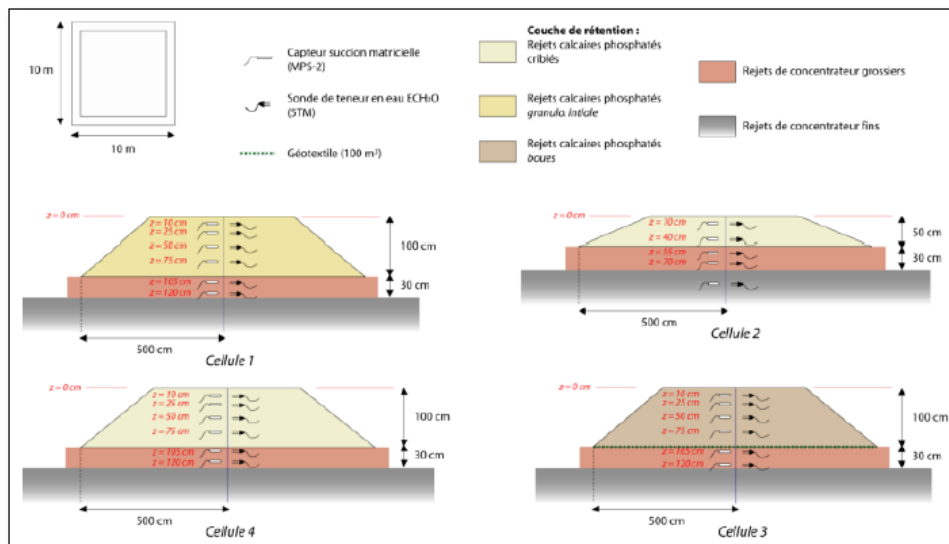 10 m
10 m
Capteur succion matricielle
(MPS-2)
Sonde de teneur en eau ECH₂O
(5TM)
Géotextile (100 m²)
Couche de rétention :
Rejets calcaires phosphatés
criblés
Rejets calcaires phosphatés
granulo. intiale
Rejets calcaires phosphatés
boues
Rejets de concentrateur grossiers
Rejets de concentrateur fins
z = 0 cm
z = 10 cm
z = 25 cm
z = 50 cm
z = 75 cm
z = 105 cm
z = 120 cm
100 cm
30 cm
500 cm
Cellule 1
z = 0 cm
z = 10 cm
z = 40 cm
z = 55 cm
z = 70 cm
50 cm
30 cm
500 cm
Cellule 2
z = 0 cm
z = 10 cm
z = 25 cm
z = 50 cm
z = 75 cm
z = 105 cm
z = 120 cm
100 cm
30 cm
500 cm
Cellule 4
z = 0 cm
z = 10 cm
z = 25 cm
z = 50 cm
z = 75 cm
z = 105 cm
z = 120 cm
100 cm
30 cm
500 cm
Cellule 3